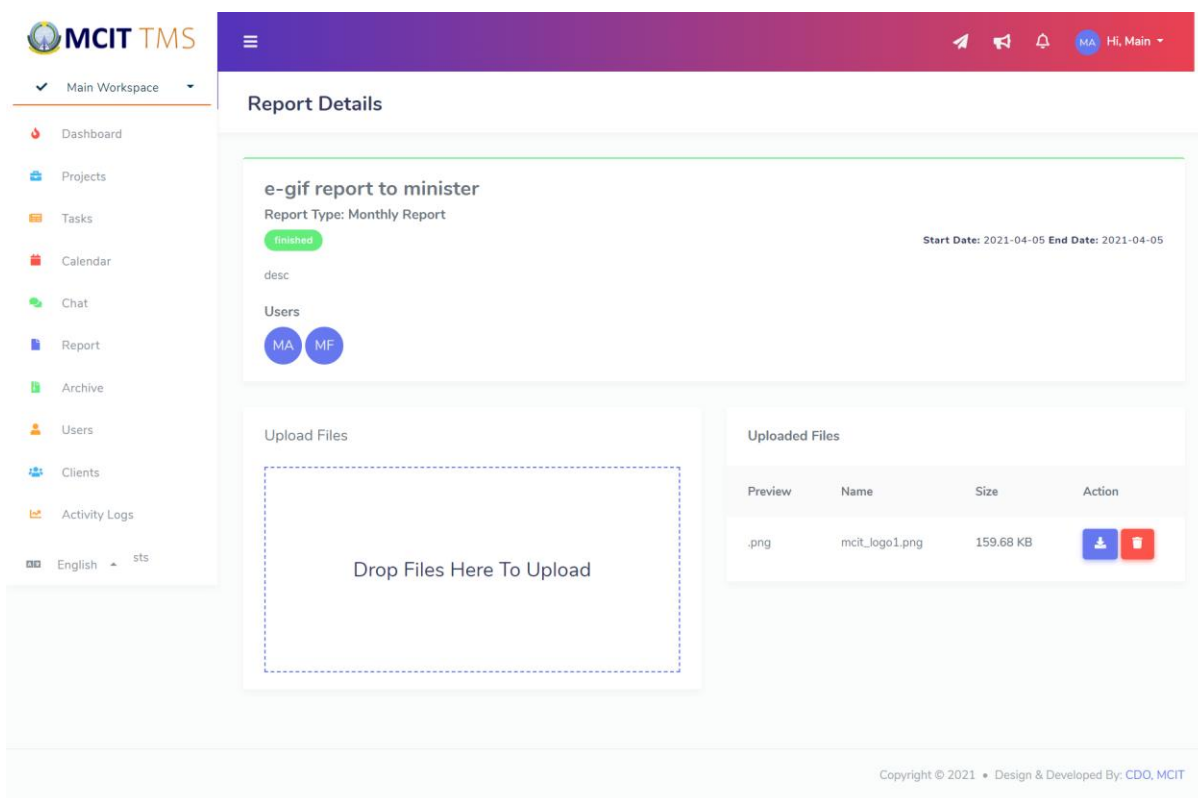 MCIT TMS
Hi, Main
MA
Main Workspace
Report Details
Dashboard
Projects
Tasks
Calendar
Chat
Report
Archive
Users
Clients
Activity Logs
sts
English
e-gif report to minister
Report Type: Monthly Report
finished
Start Date: 2021-04-05 End Date: 2021-04-05
desc
Users
MA MF
Upload Files
Drop Files Here To Upload
Uploaded Files
Preview Name Size Action
.png mcit_logo1.png 159.68 KB
Copyright © 2021 • Design & Developed By: CDO, MCIT